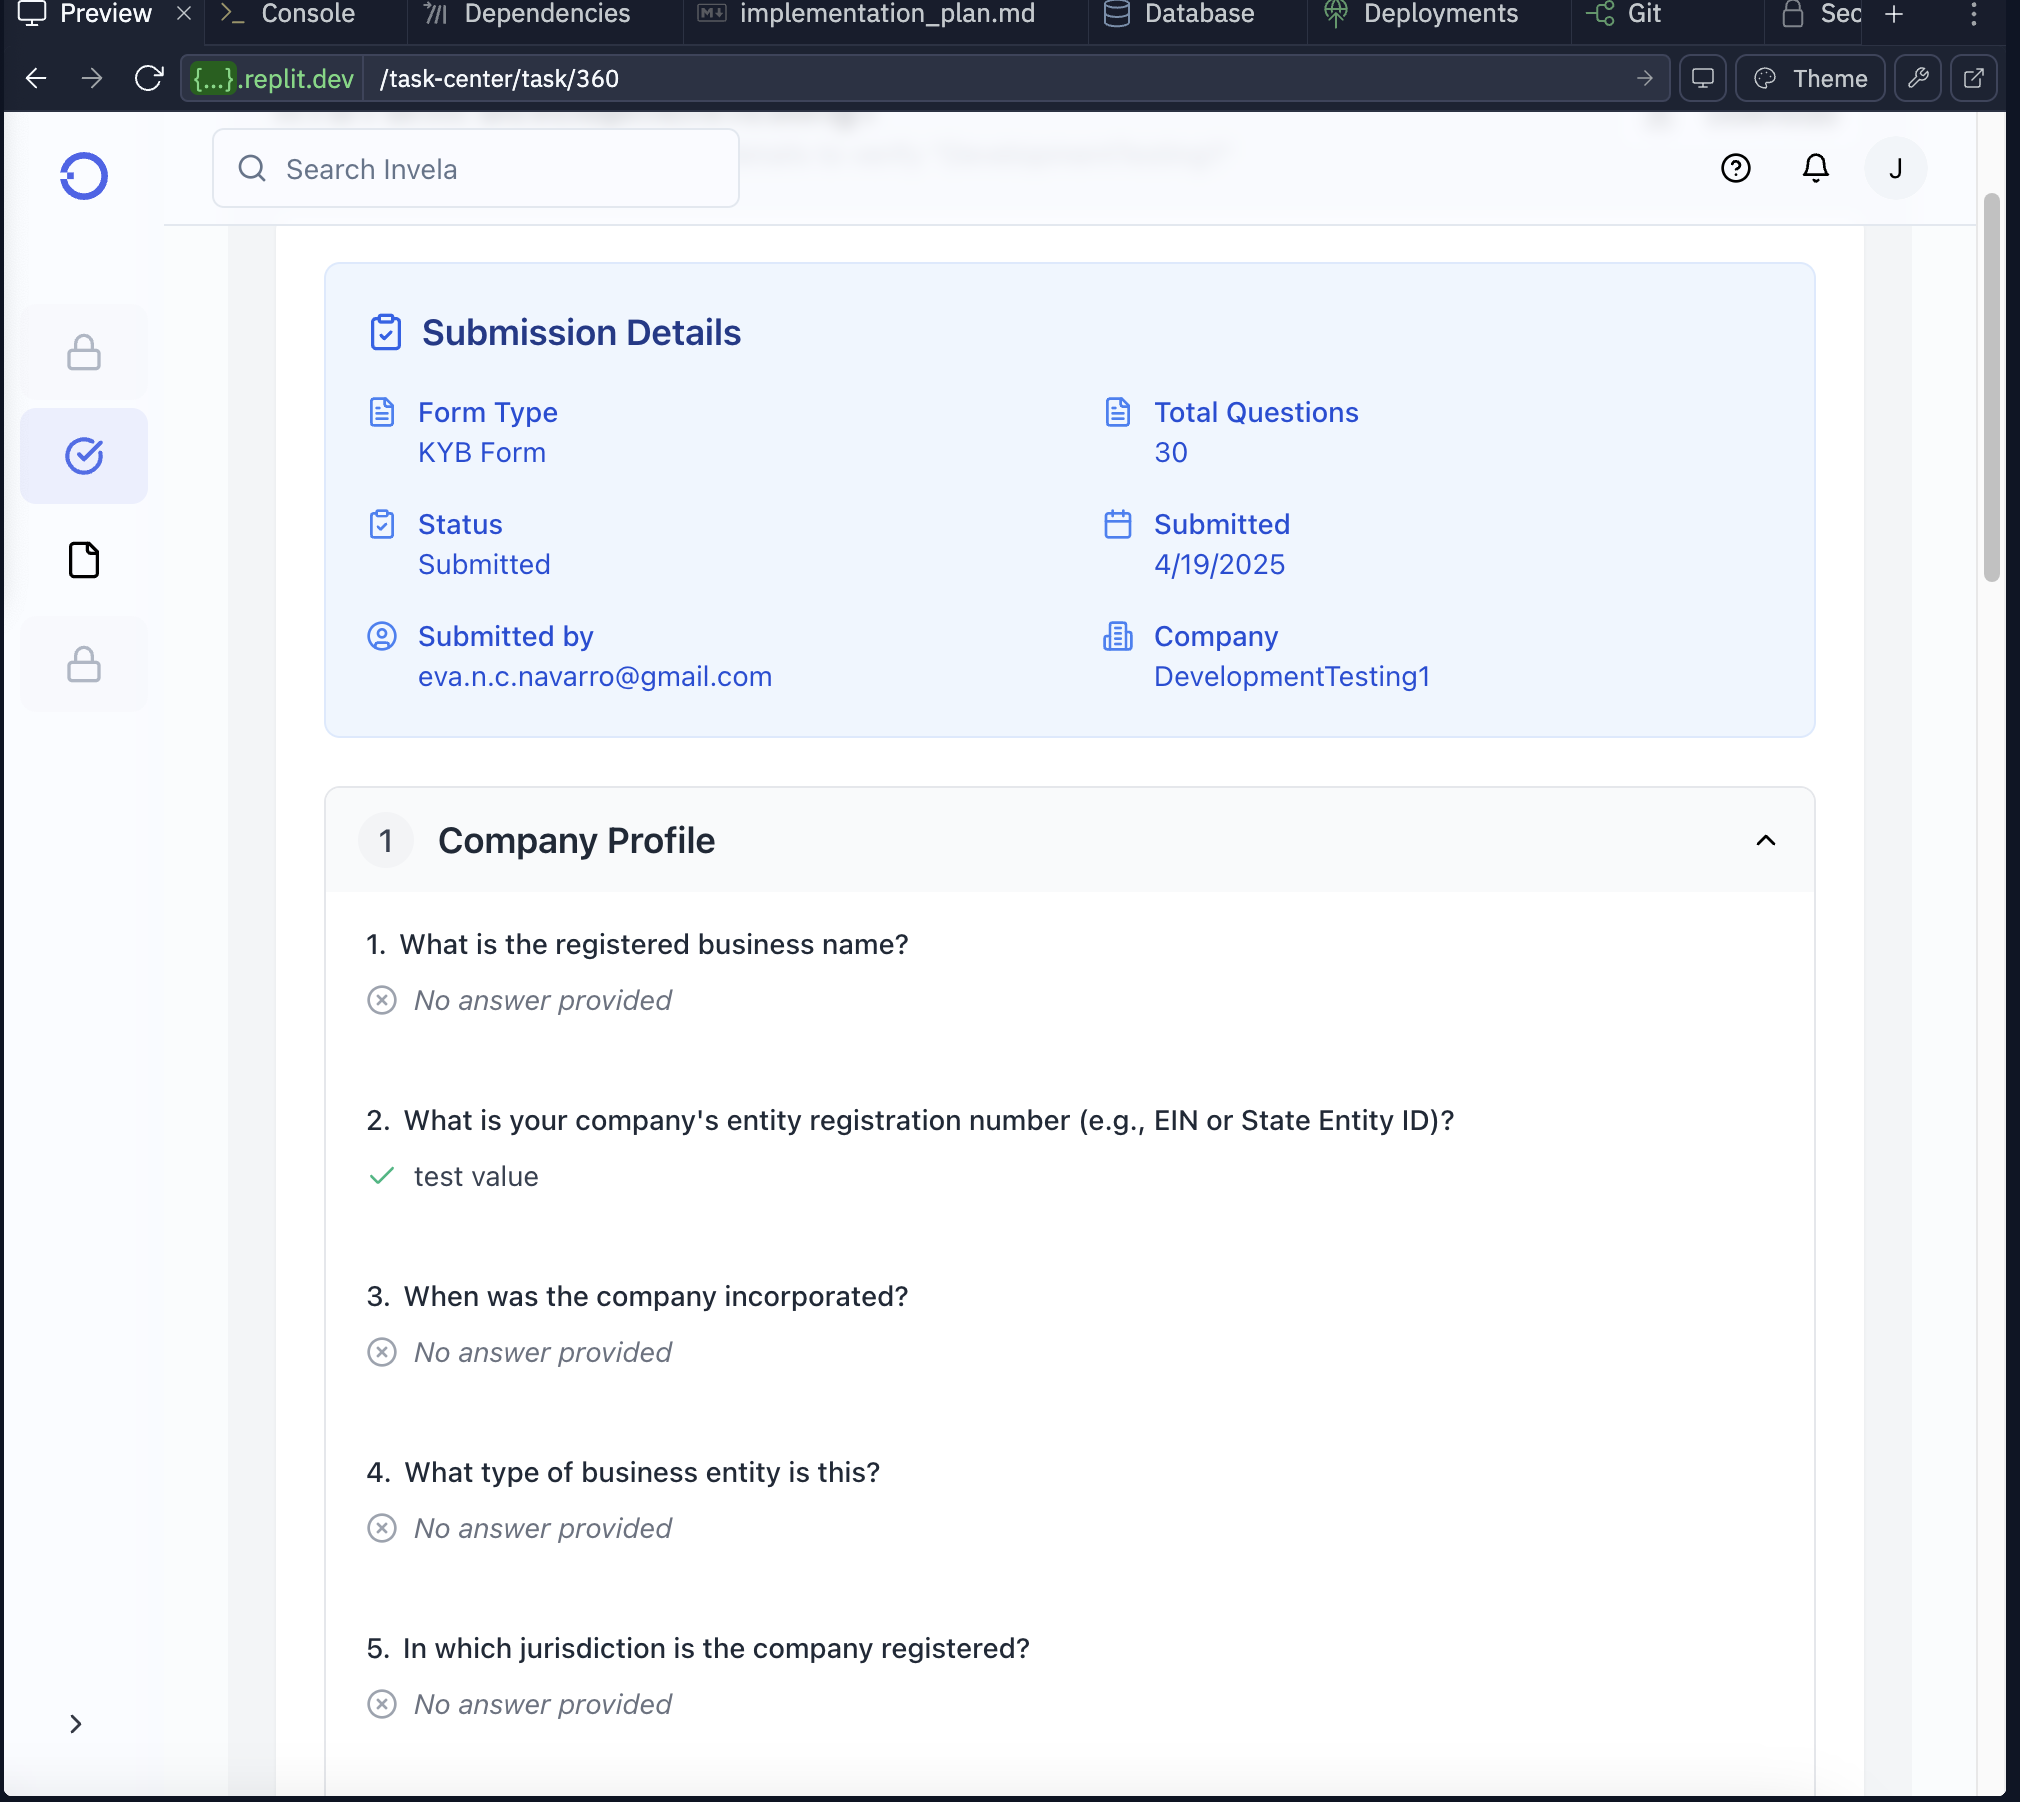 Preview
Console
Dependencies
M↓ implementation_plan.md
Database
Deployments
Git
Sec
{...}.replit.dev /task-center/task/360
Theme
Search Invela
J
Submission Details
Form Type
KYB Form
Total Questions
30
Status
Submitted
Submitted
4/19/2025
Submitted by
eva.n.c.navarro@gmail.com
Company
DevelopmentTesting1
1 Company Profile
1. What is the registered business name?
No answer provided
2. What is your company's entity registration number (e.g., EIN or State Entity ID)?
test value
3. When was the company incorporated?
No answer provided
4. What type of business entity is this?
No answer provided
5. In which jurisdiction is the company registered?
No answer provided